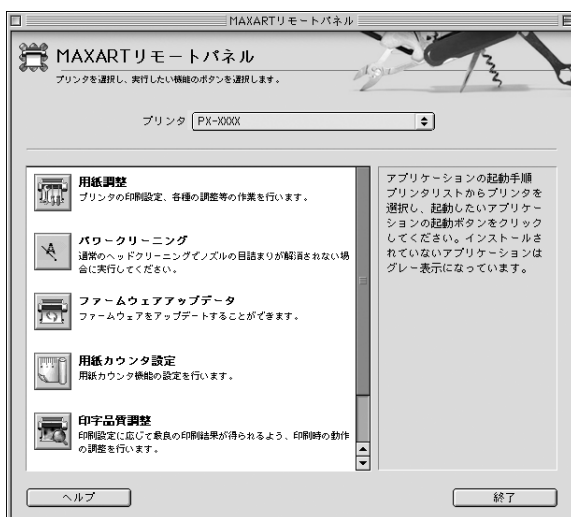 MAXARTリモートパネル
MAXARTリモートパネル
プリンタを選択し、実行したい機能のボタンを選択します。
プリンタ PX-XXXX
用紙調整
プリンタの印刷設定、各種の調整等の作業を行います。
パワークリーニング
通常のヘッドクリーニングでノズルの目詰まりが解消されない場
合に実行してください。
ファームウェアアップデータ
ファームウェアをアップデートすることができます。
用紙カウンタ設定
用紙カウンタ機能の設定を行います。
印字品質調整
印刷設定に応じて最良の印刷結果が得られるよう、印刷時の動作
の調整を行います。
アプリケーションの起動手順
プリンタリストからプリンタを
選択し、起動したいアプリケー
ションの起動ボタンをクリック
してください。インストールさ
れていないアプリケーションは
グレー表示になっています。
ヘルプ
終了